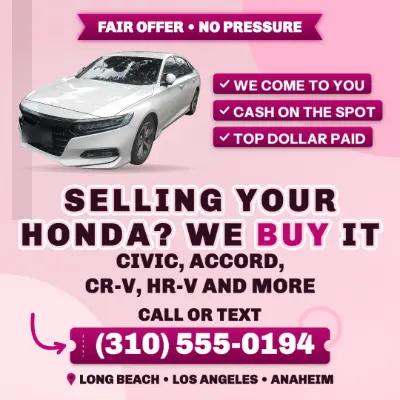 FAIR OFFER • NO PRESSURE
✓ WE COME TO YOU
✓ CASH ON THE SPOT
✓ TOP DOLLAR PAID
SELLING YOUR
HONDA? WE BUY IT
CIVIC, ACCORD,
CR-V, HR-V AND MORE
CALL OR TEXT
(310) 555-0194
LONG BEACH • LOS ANGELES • ANAHEIM